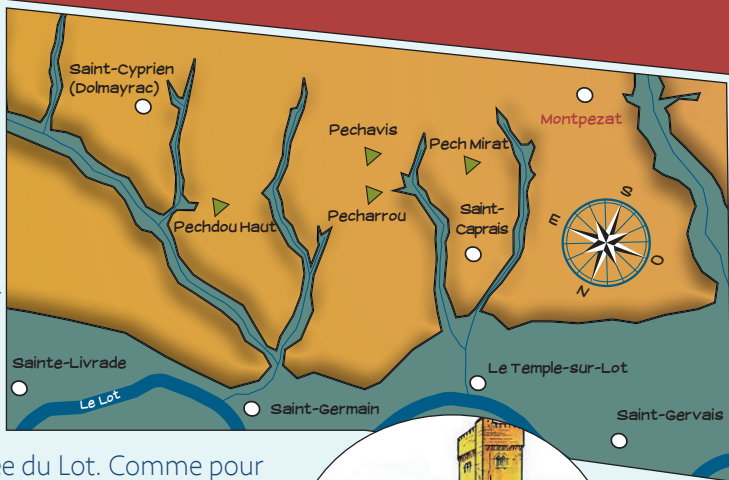 Saint-Cyprien
(Dolmayrac)
Montpezat
Pechavis
Pech Mirat
Pechdou Haut
Pecharrou
Saint-
Caprais
S
E
O
N
Sainte-Livrade
Le Lot
Saint-Germain
Le Temple-sur-Lot
Saint-Gervais
ée du Lot. Comme pour